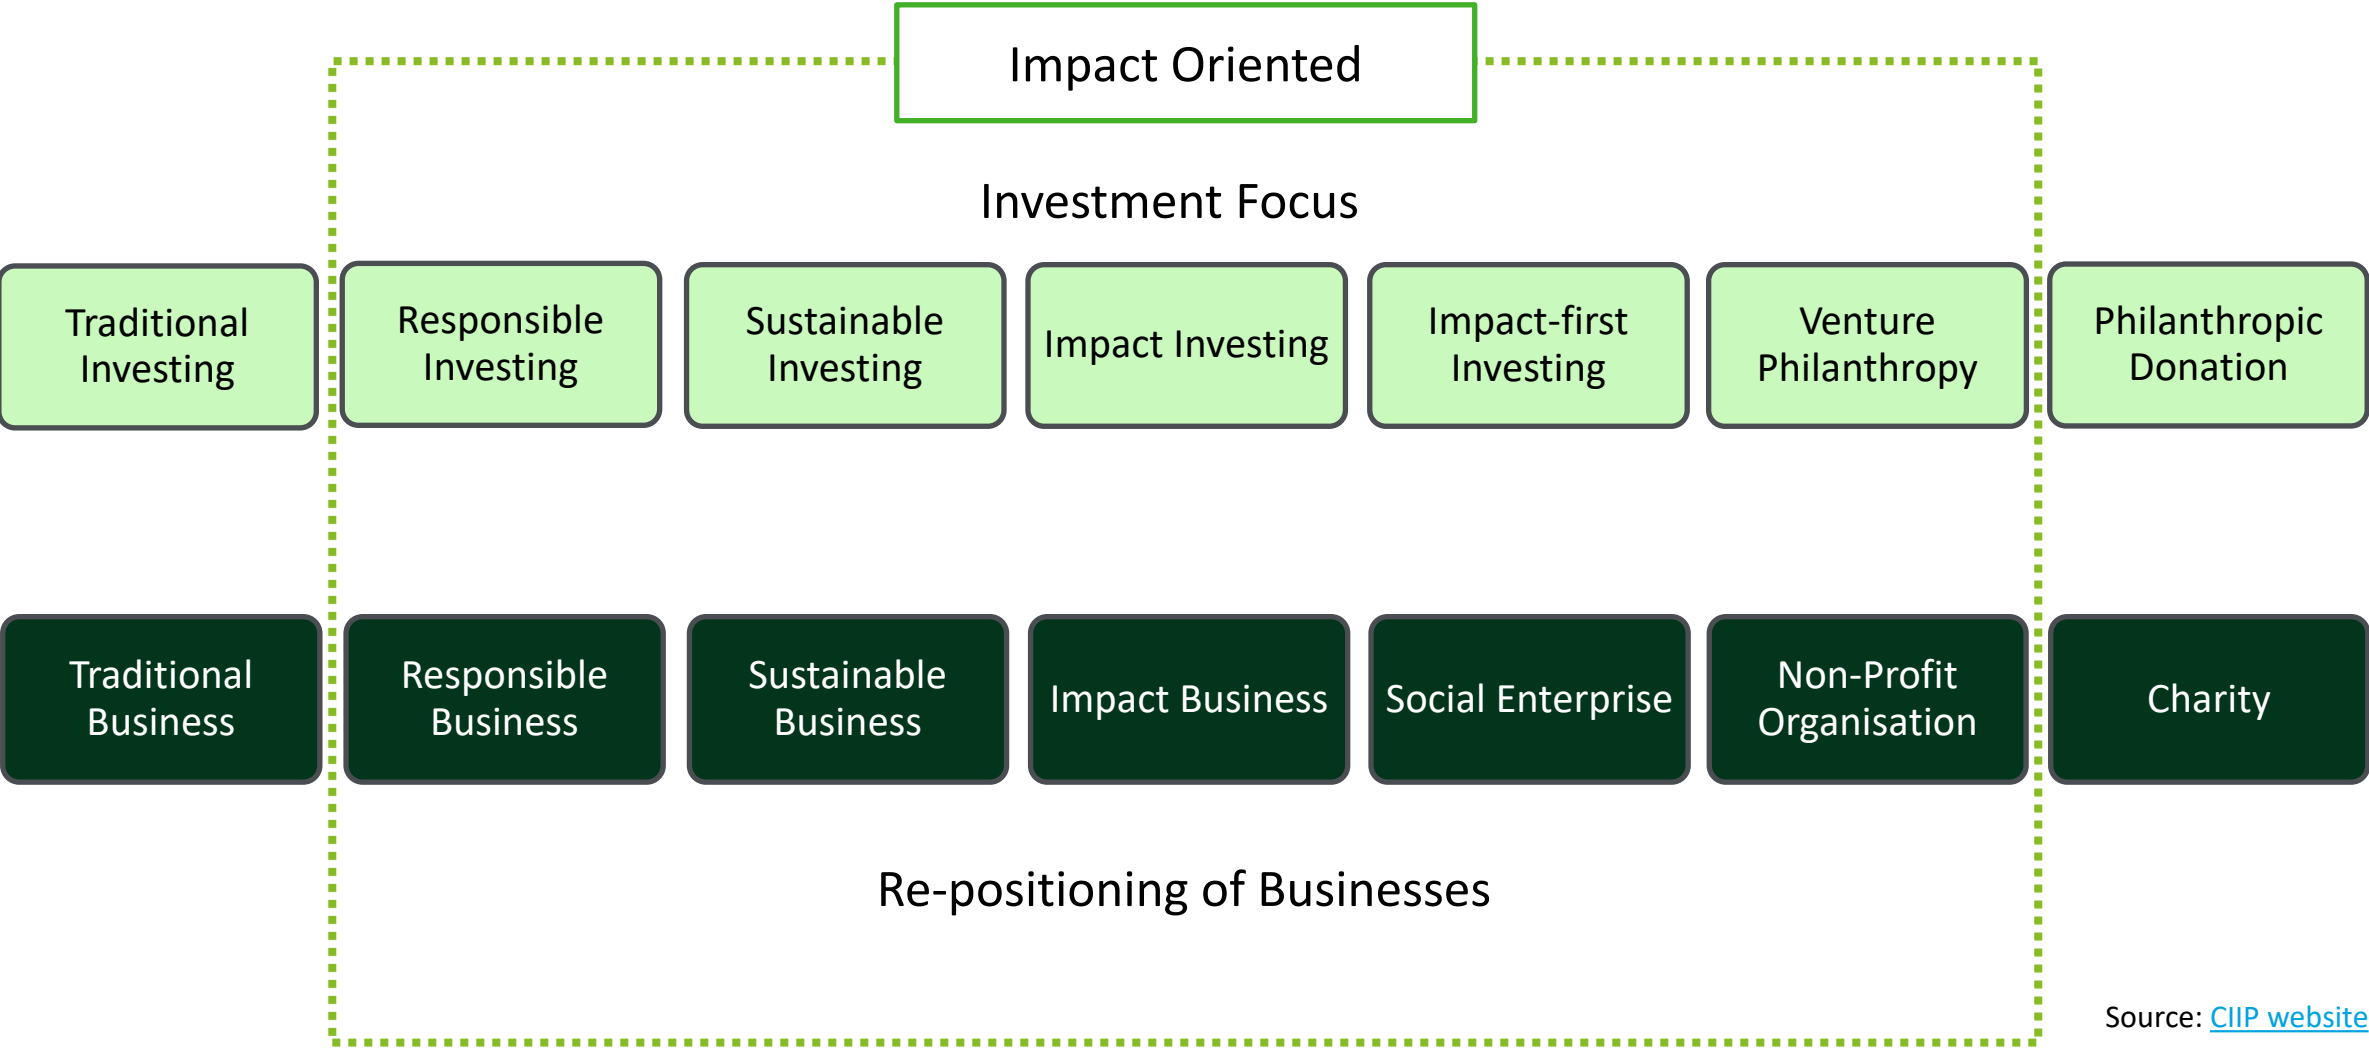 Impact Oriented
Investment Focus
Traditional
Investing
Responsible
Investing
Sustainable
Investing
Impact Investing
Impact-first
Investing
Venture
Philanthropy
Philanthropic
Donation
Traditional
Business
Responsible
Business
Sustainable
Business
Impact Business
Social Enterprise
Non-Profit
Organisation
Charity
Re-positioning of Businesses
Source: CIIP website